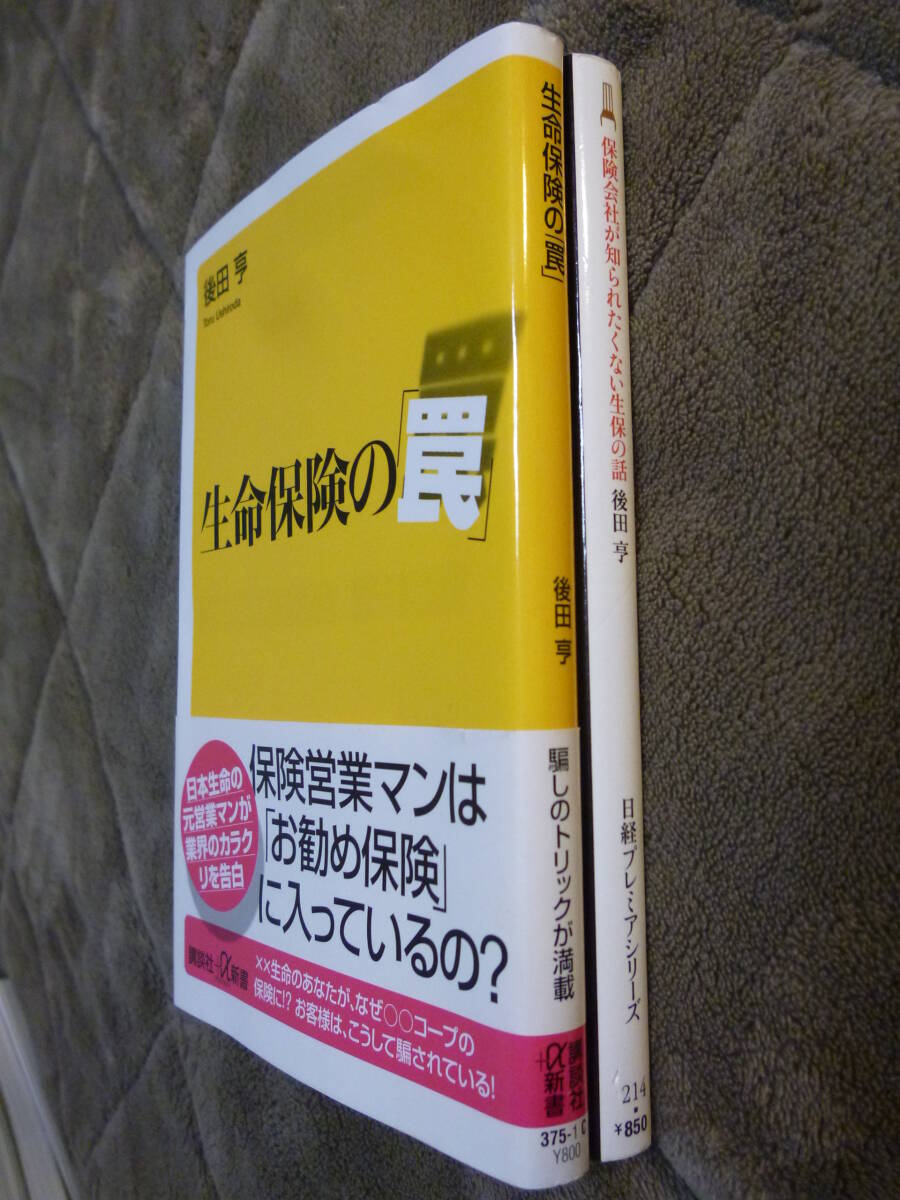 後田 亨
Toru Ushiroda
生命保険の「罠」
日本生命の
元営業マンが
業界のカラク
リを告白
保険営業マンは
「お勧め保険」
に入っているの?
講談社+α新書
××生命のあなたが、なぜ○○コープの
保険に!? お客様は、こうして騙されている!
生命保険の「罠」
後田 亨
騙しのトリックが満載
講談社
+α
新書
375-1 C
Y800
保険会社が知られたくない生保の話
後田 亨
日経プレミアシリーズ
214
¥850